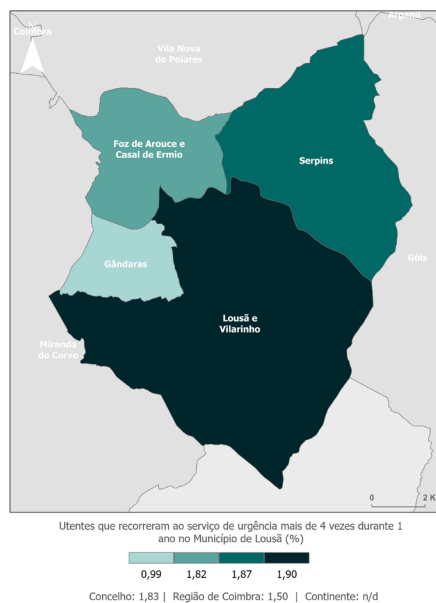 Arganil
Coimbra
Vila Nova
de Poiares
Foz de Arouce e
Casal de Ermio
Serpins
Góis
Gândaras
Lousã e
Vilarinho
Miranda
do Corvo
0 2 K
Utentes que recorreram ao serviço de urgência mais de 4 vezes durante 1
ano no Município de Lousã (%)
0,99 1,82 1,87 1,90
Concelho: 1,83 | Região de Coimbra: 1,50 | Continente: n/d